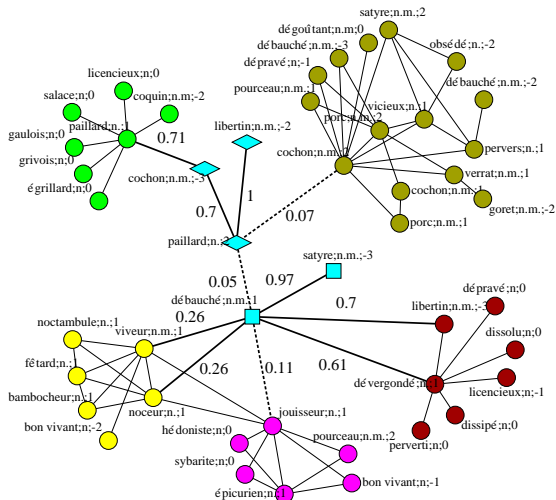 satyre;n.m.;2
dégoûtant;n.m;0
débauché;n.m.;-3
obsédé;n.;-2
dépravé;n;-1
débauché;n.m.;-2
licencieux;n;0
pourceau;n.m.;1
salace;n;0
coquin;n.m;-2
vicieux;n.;1
paillard;n.;1
porc;n.m.;2
libertin;n.m.;-2
gaulois;n;0
0.71
cochon;n.m.;2
pervers;n.;1
grivois;n;0
cochon;n.m.;-3
verrat;n.m.;1
égrillard;n;0
cochon;n.m.;1
0.7
1
goret;n.m;-2
0.07
porc;n.m.;1
paillard;n.;2
satyre;n.m.;-3
0.05
0.97
dépravé;n;0
débauché;n.m.;1
0.7
libertin;n.m.;-3
noctambule;n.;1
0.26
viveur;n.m.;1
dissolu;n;0
fêtard;n.;1
0.26
0.61
dévergondé;n.;1
licencieux;n;-1
bambocheur;n.;1
0.11
noceur;n.;1
jouisseur;n.;1
dissipé;n;0
bon vivant;n;-2
hédoniste;n;0
pourceau;n.m.;2
perverti;n;0
sybarite;n;0
bon vivant;n;-1
épicurien;n.;1